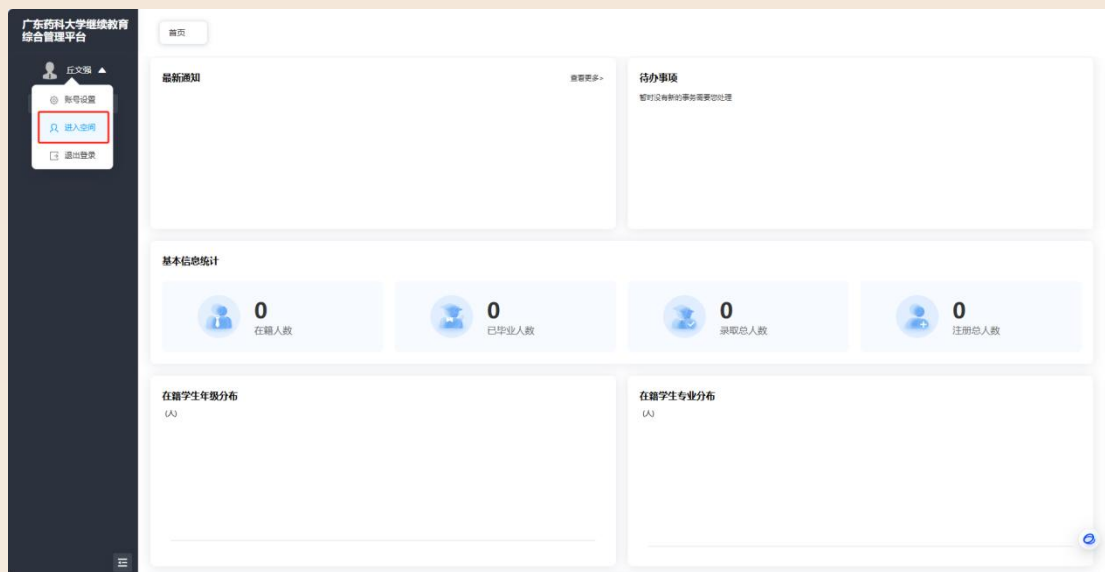 广东药科大学继续教育
综合管理平台
首页
丘文强
账号设置
进入空间
退出登录
最新通知
查看更多>
待办事项
暂时没有新的事务需要您处理
基本信息统计
0
在籍人数
0
已毕业人数
0
录取总人数
0
注册总人数
在籍学生年级分布
(人)
在籍学生专业分布
(人)